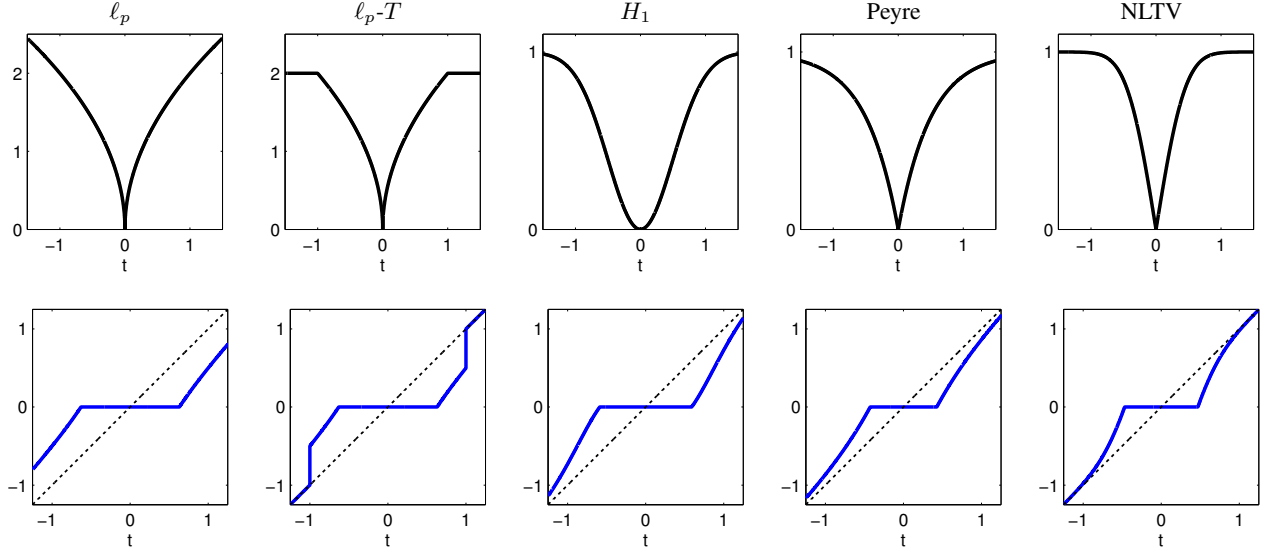 ℓp ℓp-T H1 Peyre NLTV
2 2 1 1 1
1 1
0 0 0 0 0
−1 0 1 −1 0 1 −1 0 1 −1 0 1 −1 0 1
t t t t t
1 1 1 1 1
0 0 0 0 0
−1 −1 −1 −1 −1
−1 0 1 −1 0 1 −1 0 1 −1 0 1 −1 0 1
t t t t t